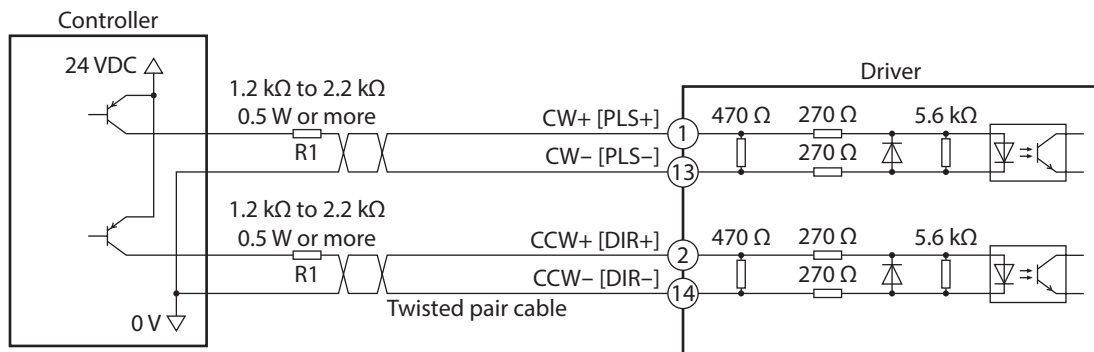 Controller
24 VDC
1.2 kΩ to 2.2 kΩ
0.5 W or more
R1
CW+ [PLS+]
CW– [PLS–]
1
13
Driver
470 Ω
270 Ω
5.6 kΩ
270 Ω
1.2 kΩ to 2.2 kΩ
0.5 W or more
R1
CCW+ [DIR+]
CCW– [DIR–]
2
14
470 Ω
270 Ω
5.6 kΩ
270 Ω
Twisted pair cable
0 V